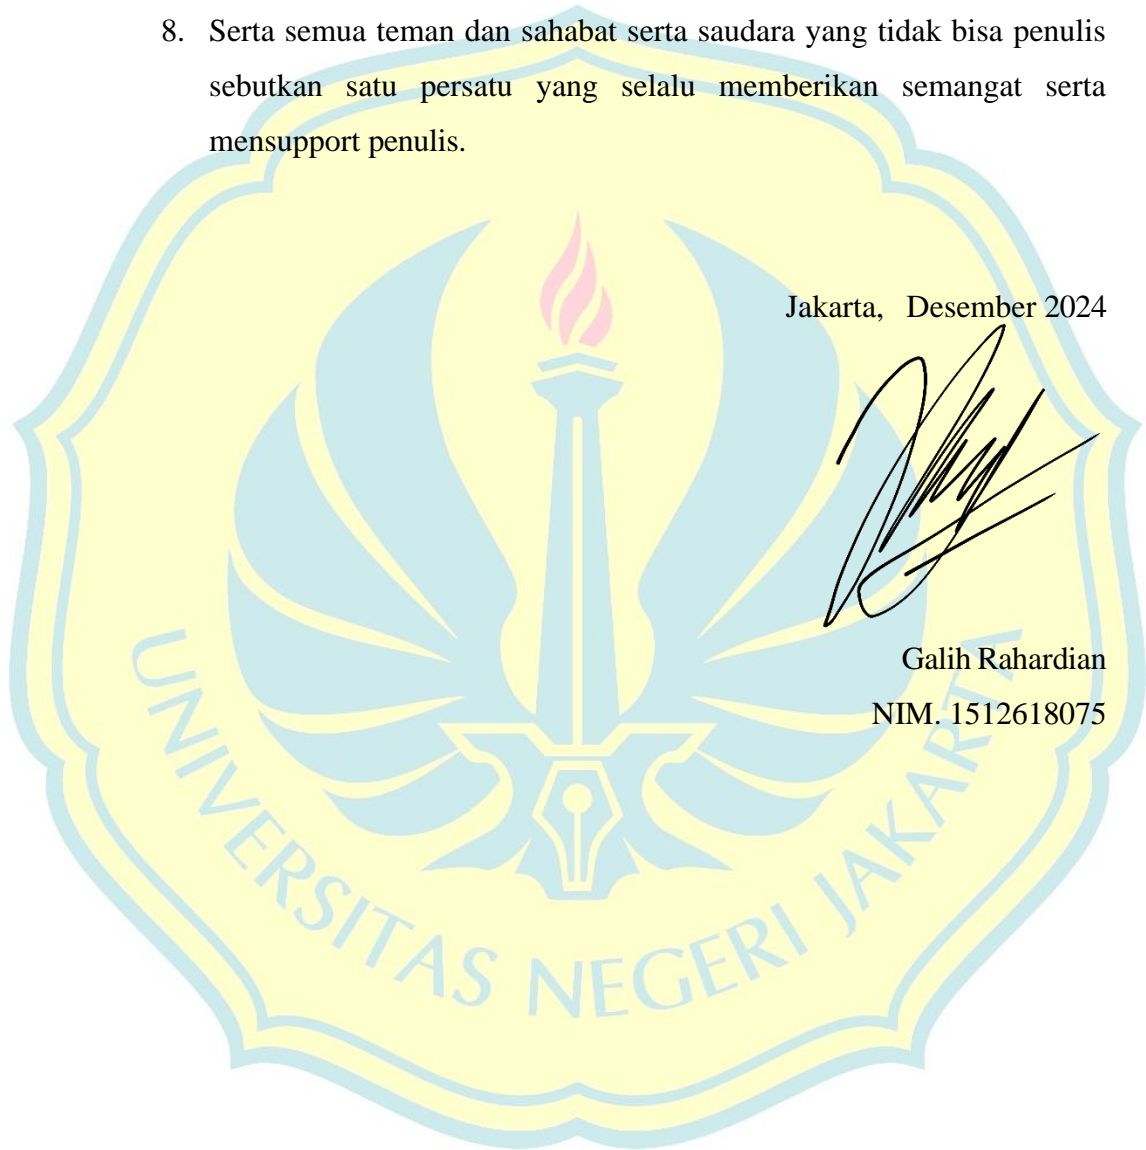 8. Serta semua teman dan sahabat serta saudara yang tidak bisa penulis
sebutkan satu persatu yang selalu memberikan semangat serta
mensupport penulis.
Jakarta, Desember 2024
Galih Rahardian
NIM. 1512618075
UNIVERSITAS NEGERI JAKARTA